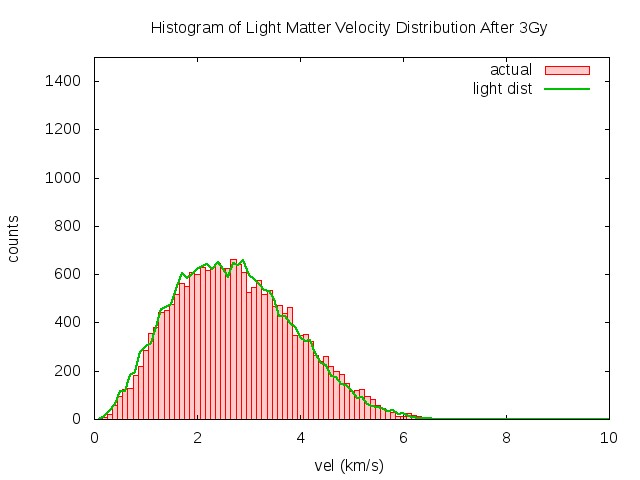 Histogram of Light Matter Velocity Distribution After 3Gy
actual
light dist
1400
1200
1000
800
600
400
200
0
counts
0 2 4 6 8 10
vel (km/s)